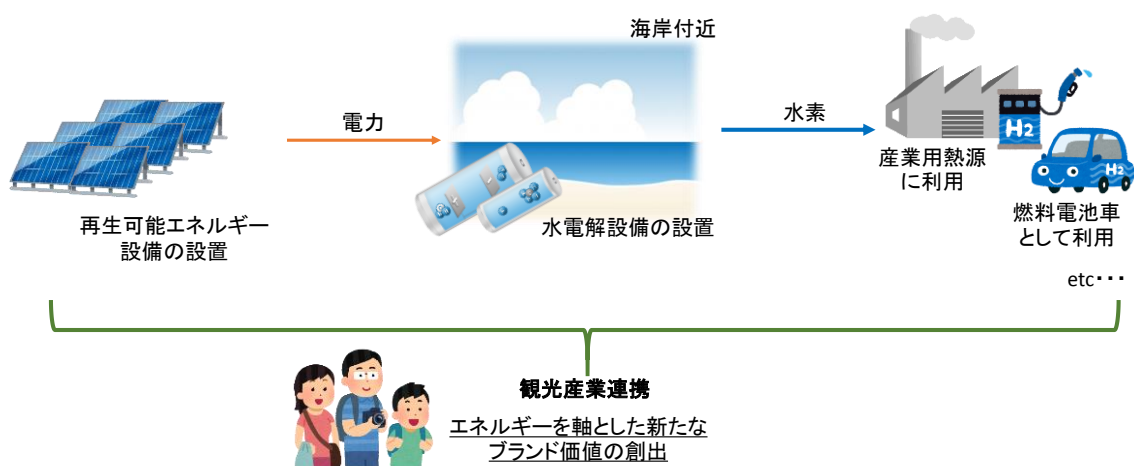 海岸付近
電力
水素
再生可能エネルギー
設備の設置
水電解設備の設置
産業用熱源
に利用
H2
H2
燃料電池車
として利用
etc・・・
観光産業連携
エネルギーを軸とした新たな
ブランド価値の創出